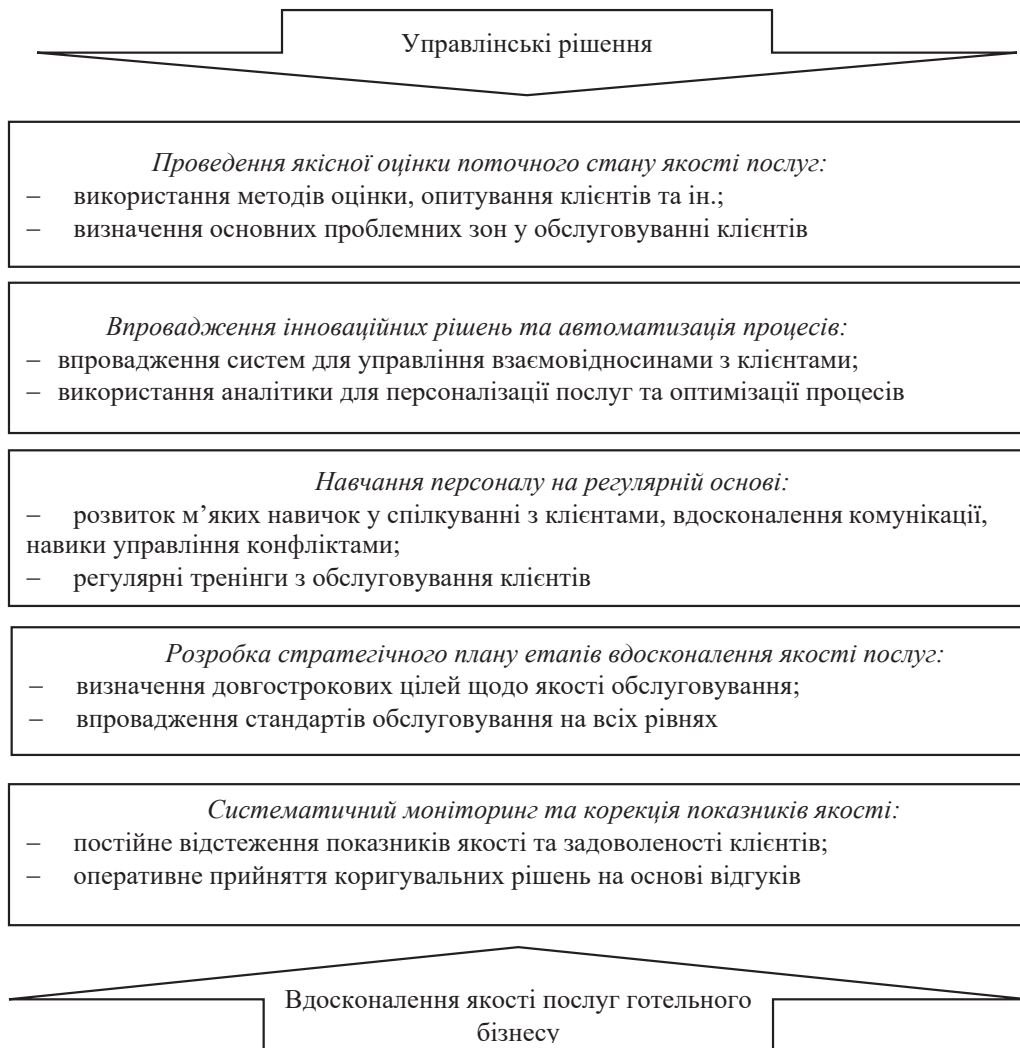 Управлінські рішення
Проведення якісної оцінки поточного стану якості послуг:
– використання методів оцінки, опитування клієнтів та ін.;
– визначення основних проблемних зон у обслуговуванні клієнтів
Впровадження інноваційних рішень та автоматизація процесів:
– впровадження систем для управління взаємовідносинами з клієнтами;
– використання аналітики для персоналізації послуг та оптимізації процесів
Навчання персоналу на регулярній основі:
– розвиток м’яких навичок у спілкуванні з клієнтами, вдосконалення комунікації,
навики управління конфліктами;
– регулярні тренінги з обслуговування клієнтів
Розробка стратегічного плану етапів вдосконалення якості послуг:
– визначення довгострокових цілей щодо якості обслуговування;
– впровадження стандартів обслуговування на всіх рівнях
Систематичний моніторинг та корекція показників якості:
– постійне відстеження показників якості та задоволеності клієнтів;
– оперативне прийняття коригувальних рішень на основі відгуків
Вдосконалення якості послуг готельного
бізнесу